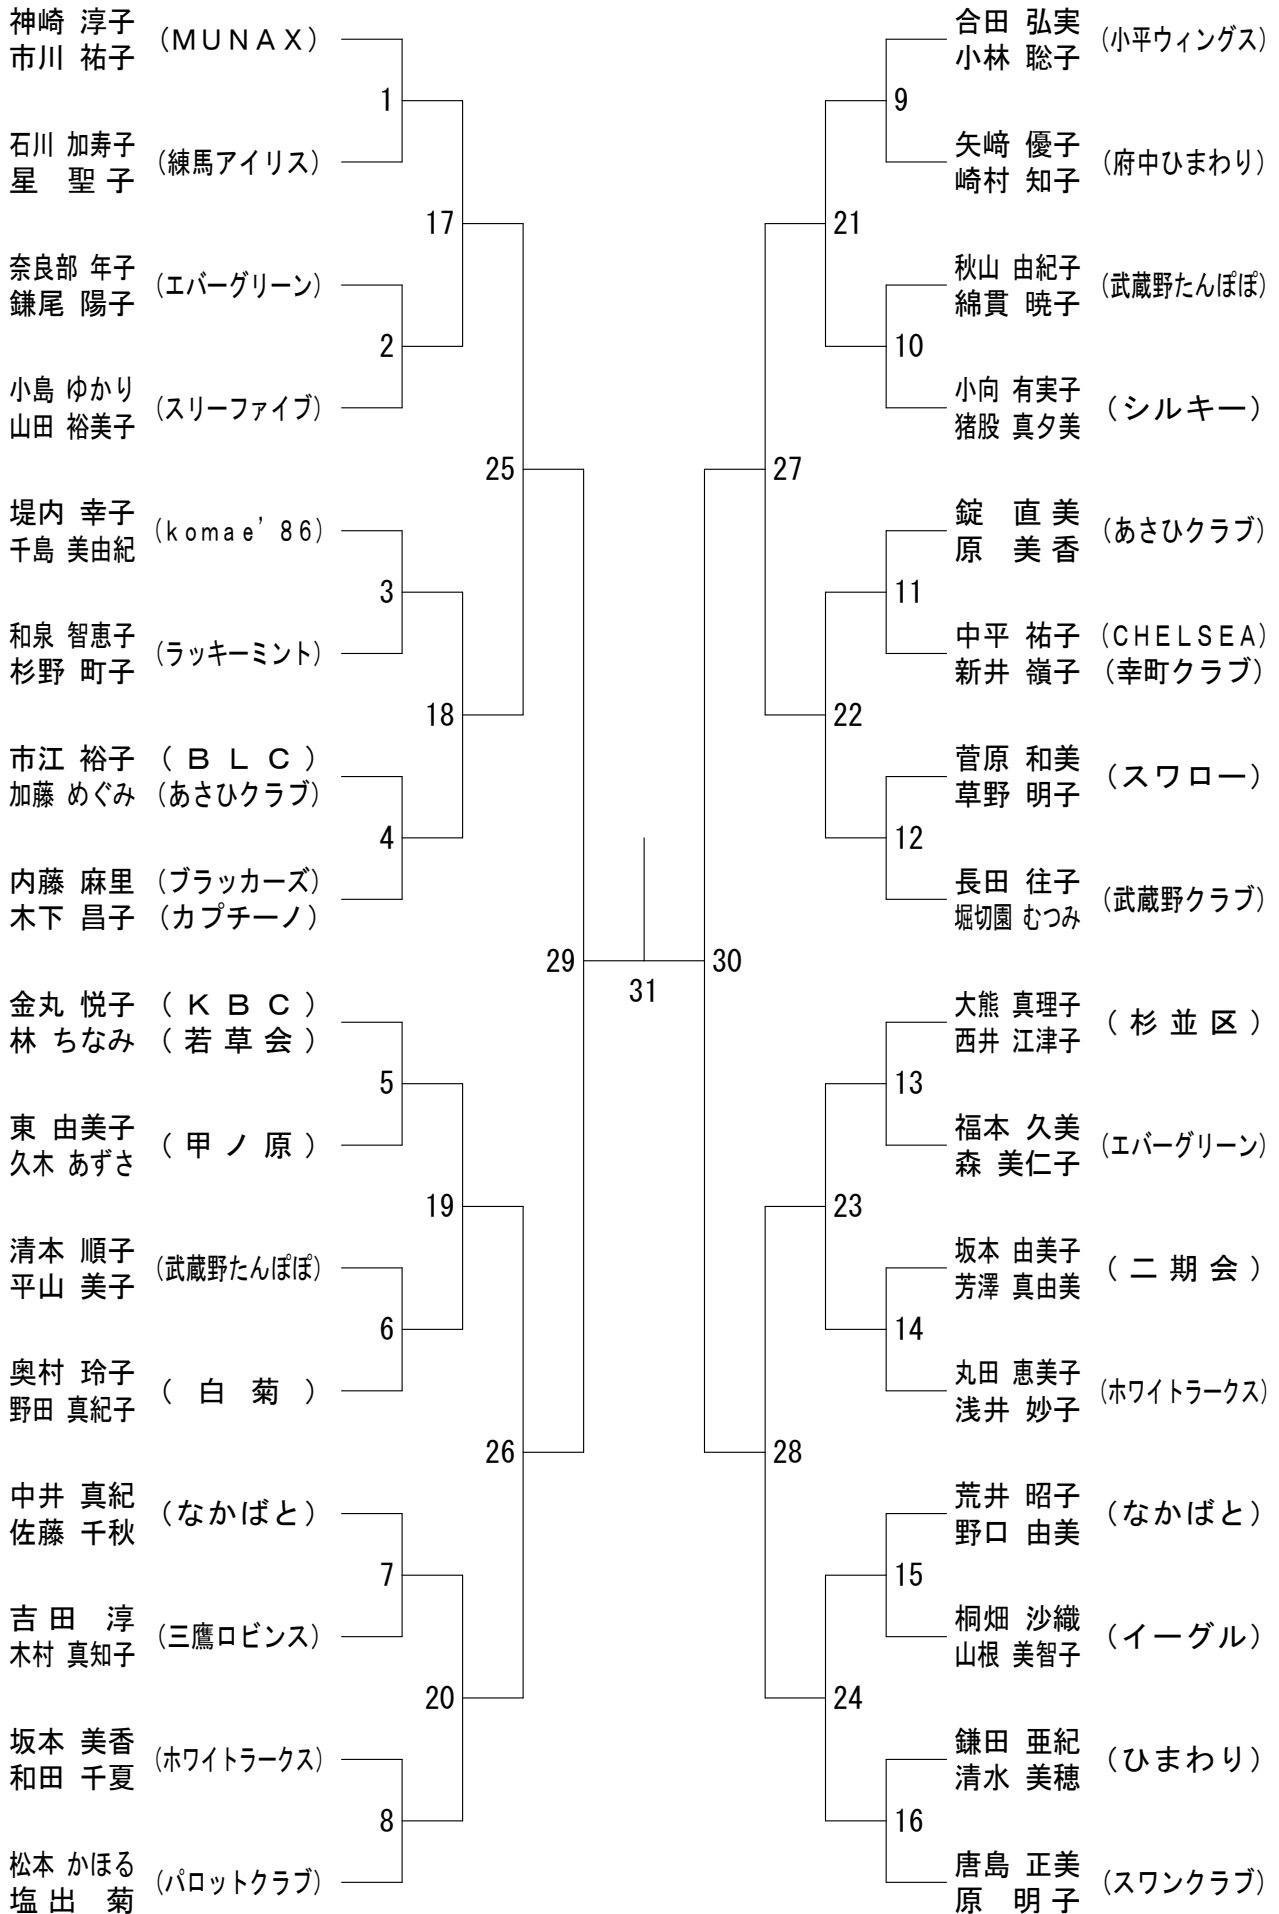 神崎 淳子
市川 祐子
(MUNAX)
1
石川 加寿子
星 聖子
(練馬アイリス)
17
奈良部 年子
鎌尾 陽子
(エバーグリーン)
2
小島 ゆかり
山田 裕美子
(スリーファイブ)
25
堤内 幸子
千島 美由紀
(komae'86)
3
和泉 智恵子
杉野 町子
(ラッキーミント)
18
市江 裕子 (BLC)
加藤 めぐみ (あさひクラブ)
4
内藤 麻里 (ブラッカーズ)
木下 昌子 (カプチーノ)
29
金丸 悦子 (KBC)
林 ちなみ (若草会)
5
東 由美子
久木 あずさ
(甲ノ原)
19
清本 順子
平山 美子
(武蔵野たんぽぽ)
6
奥村 玲子
野田 真紀子
(白菊)
26
中井 真紀
佐藤 千秋
(なかばと)
7
吉田 淳
木村 真知子
(三鷹ロビンス)
20
坂本 美香
和田 千夏
(ホワイトラークス)
8
松本 かほる
塩出 菊
(パロットクラブ)
31
合田 弘実
小林 聡子
(小平ウィングス)
9
矢﨑 優子
崎村 知子
(府中ひまわり)
21
秋山 由紀子
綿貫 暁子
(武蔵野たんぽぽ)
10
小向 有実子
猪股 真夕美
(シルキー)
27
錠 直美
原 美香
(あさひクラブ)
11
中平 祐子 (CHELSEA)
新井 嶺子 (幸町クラブ)
22
菅原 和美
草野 明子
(スワロー)
12
長田 往子
堀切園 むつみ
(武蔵野クラブ)
30
大熊 真理子
西井 江津子
(杉並区)
13
福本 久美
森 美仁子
(エバーグリーン)
23
坂本 由美子
芳澤 真由美
(二期会)
14
丸田 恵美子
浅井 妙子
(ホワイトラークス)
28
荒井 昭子
野口 由美
(なかばと)
15
桐畑 沙織
山根 美智子
(イーグル)
24
鎌田 亜紀
清水 美穂
(ひまわり)
16
唐島 正美
原 明子
(スワンクラブ)